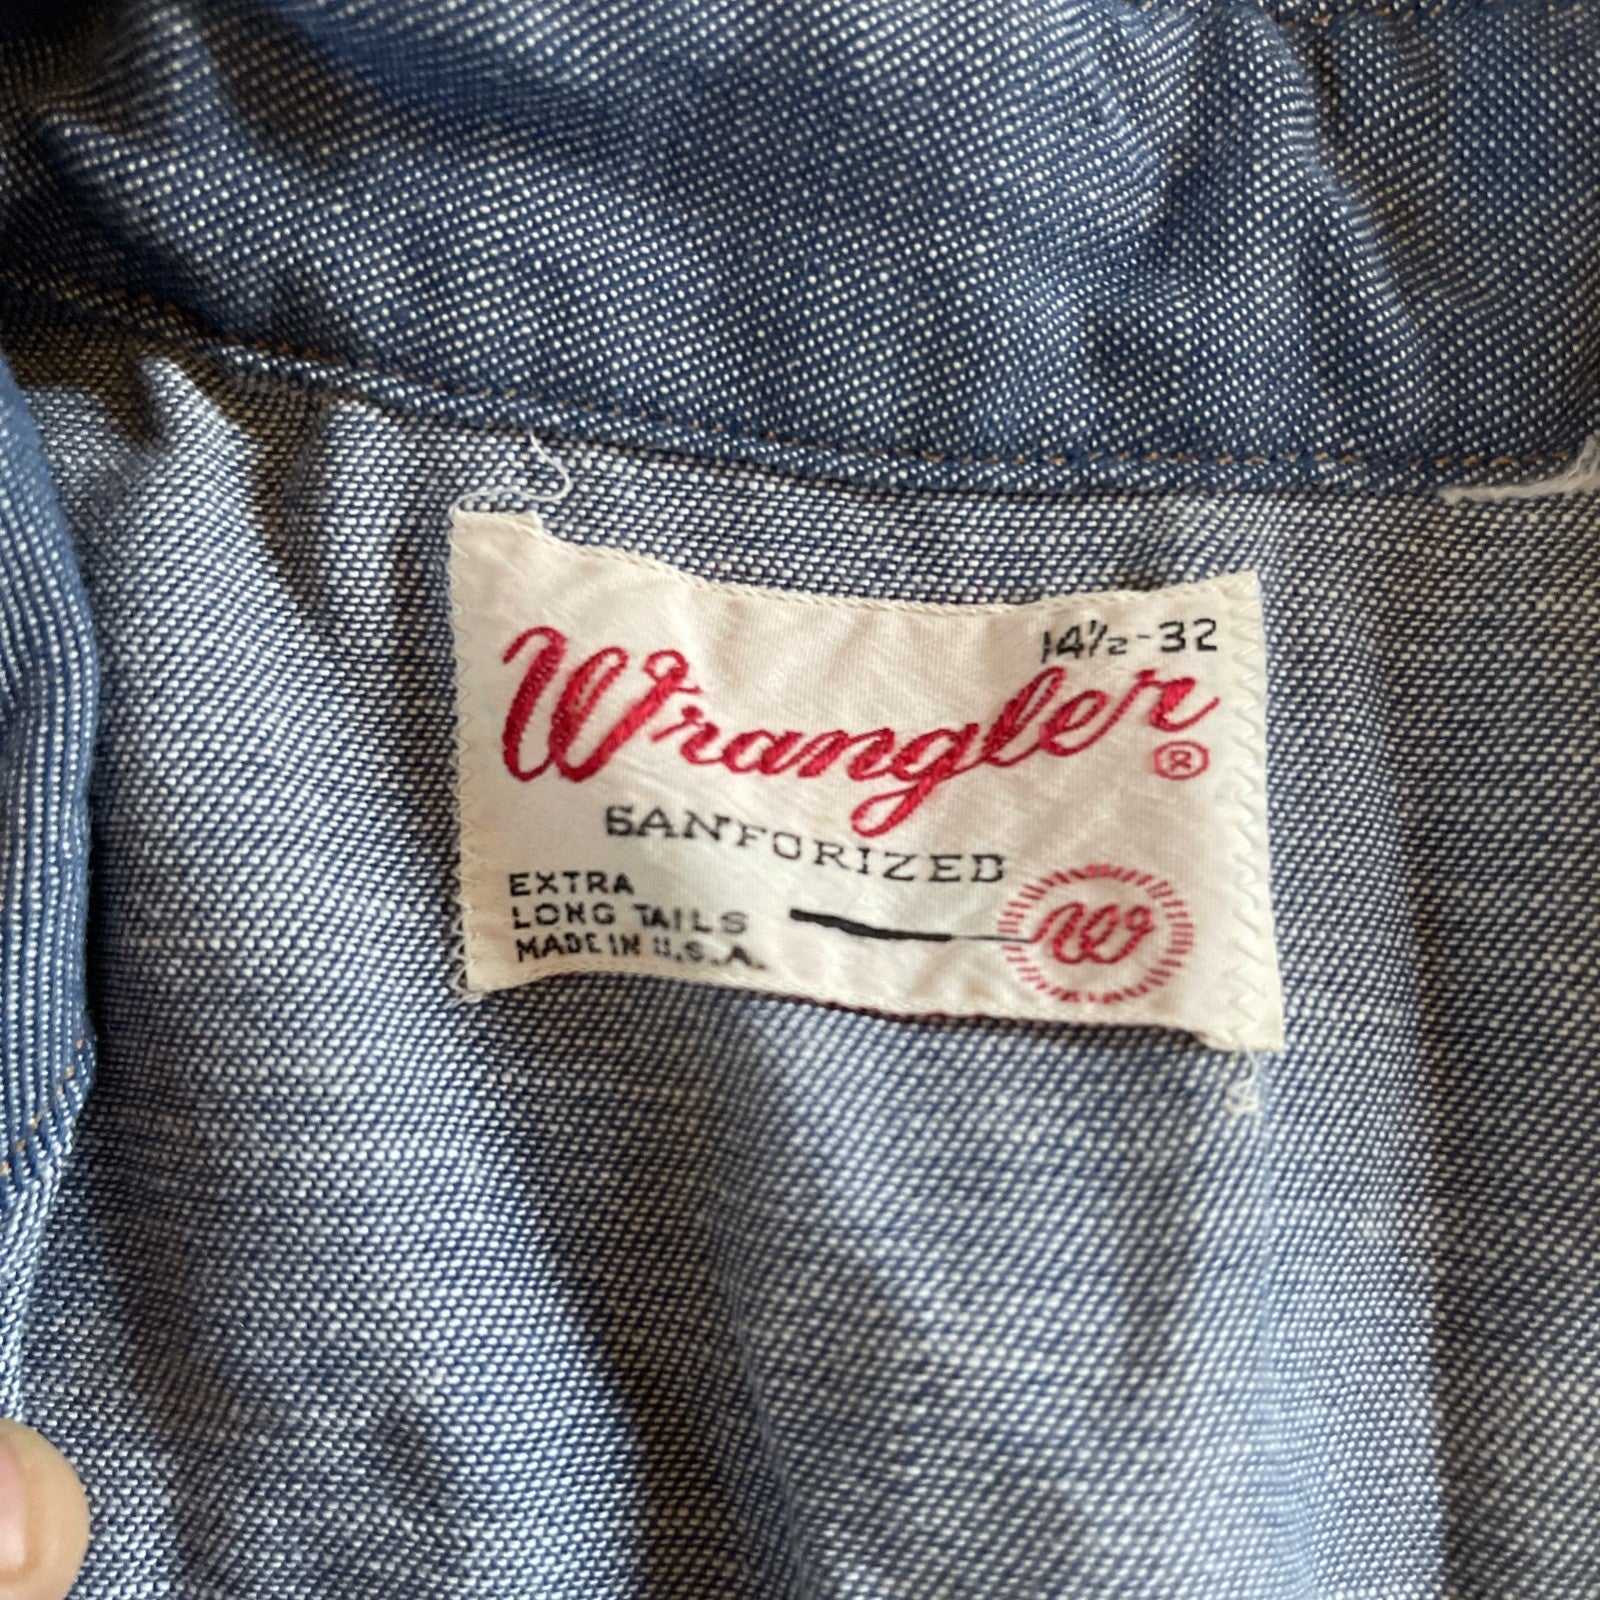 14½-32
Wrangler®
SANFORIZED
EXTRA
LONG TAILS
MADE IN U.S.A.
W